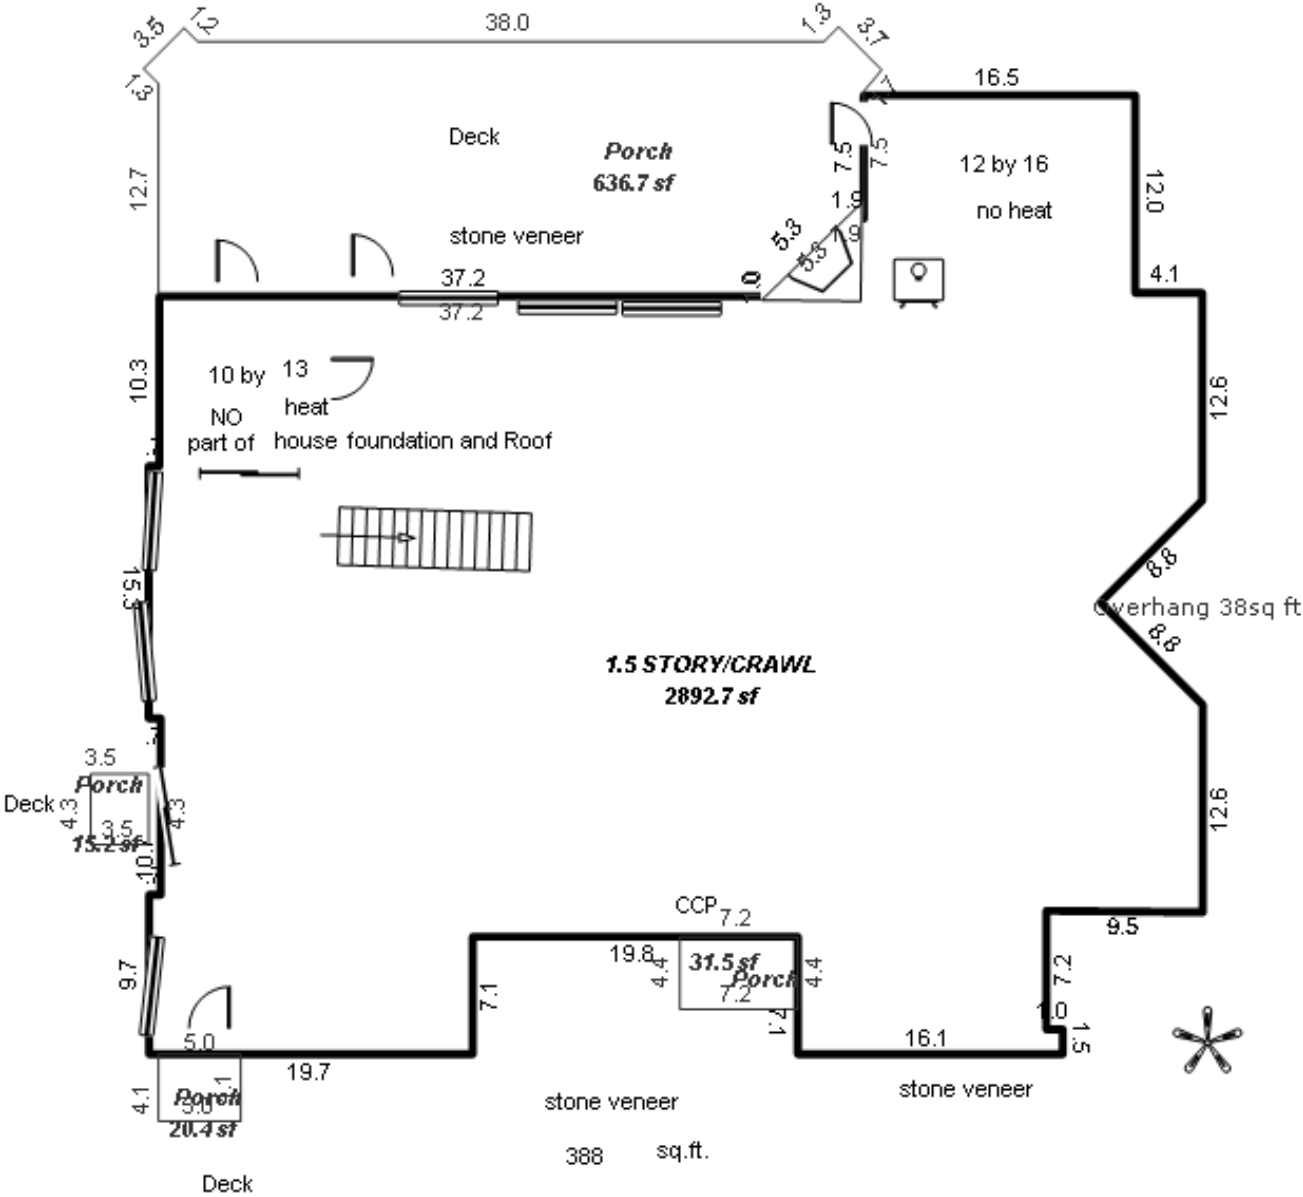 3.5
1.2
38.0
1.3
3.7
1.3
16.5
12.7
Deck
Porch
636.7 sf
7.5
7.5
12 by 16
12.0
no heat
1.9
stone veneer
5.3
5.3
37.2
37.2
4.1
10.3
10 by 13
NO heat
part of house foundation and Roof
12.6
8.8
15.3
Overhang 38sq ft
8.8
1.5 STORY/CRAWL
2892.7 sf
3.5
Porch
Deck
4.3
4.3
3.5
15.2 sf
10.1
12.6
CCP
7.2
9.5
19.8
31.5 sf
Porch
4.4
4.4
7.2
9.7
7.1
7.1
7.2
1.0
1.5
5.0
16.1
19.7
4.1
Porch
5.0
20.4 sf
stone veneer
stone veneer
388 sq.ft.
Deck